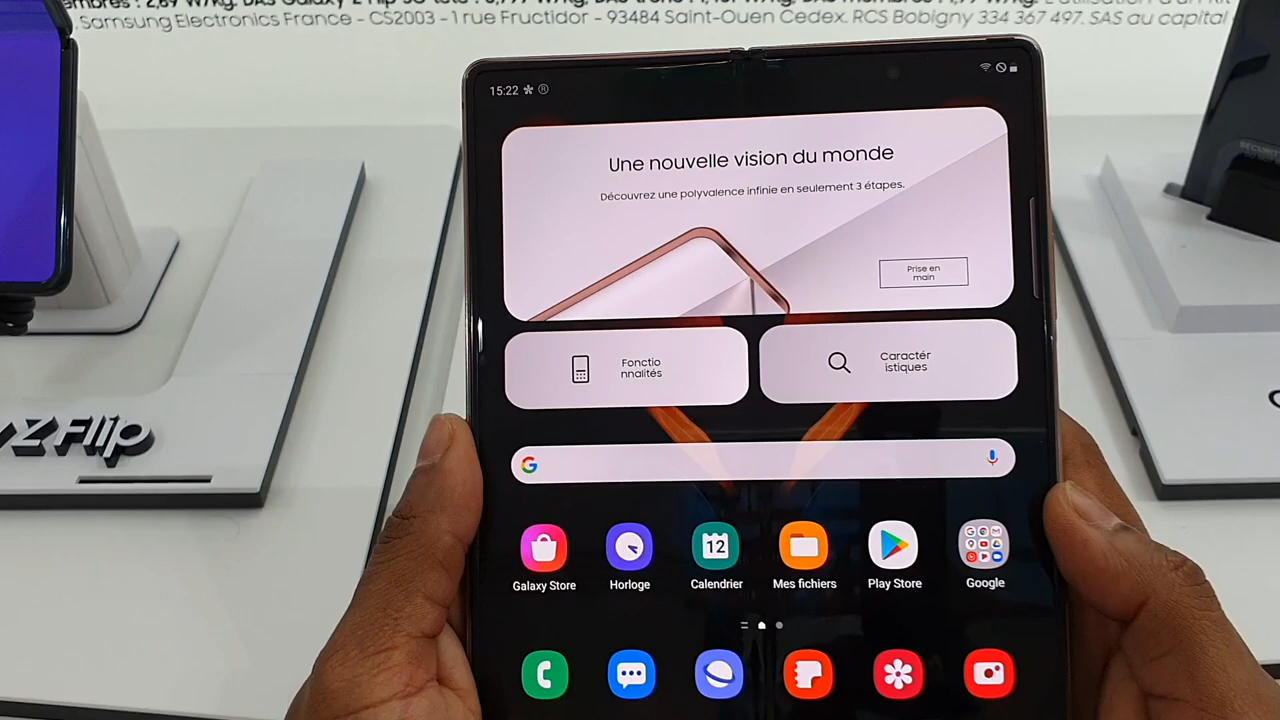 Samsung Electronics France - CS2003 - 1 rue Fructidor - 93484 Saint-Ouen Cedex. RCS Bobigny 334 367 497. SAS au capital
15:22
Une nouvelle vision du monde
Découvrez une polyvalence infinie en seulement 3 étapes.
Prise en
main
Fonctio
nnalités
Caractér
istiques
Z Flip
G
12
Galaxy Store
Horloge
Calendrier
Mes fichiers
Play Store
Google